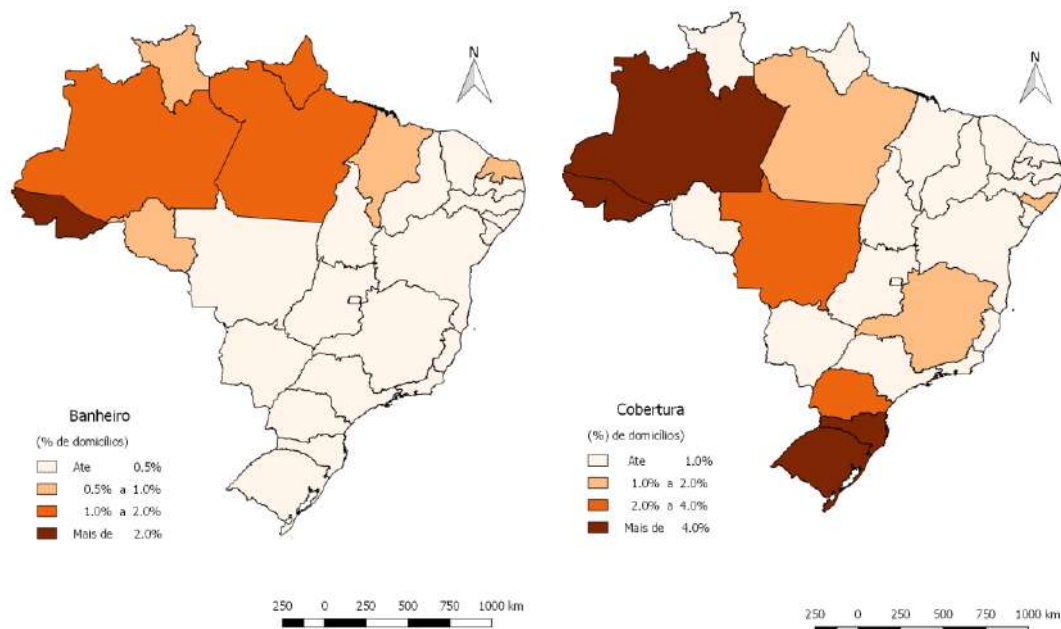 N
Banheiro
(% de domicílios)
Ate 0.5%
0.5% a 1.0%
1.0% a 2.0%
Mais de 2.0%
250 0 250 500 750 1000 km
N
Cobertura
(%) de domicílios)
Ate 1.0%
1.0% a 2.0%
2.0% a 4.0%
Mais de 4.0%
250 0 250 500 750 1000 km